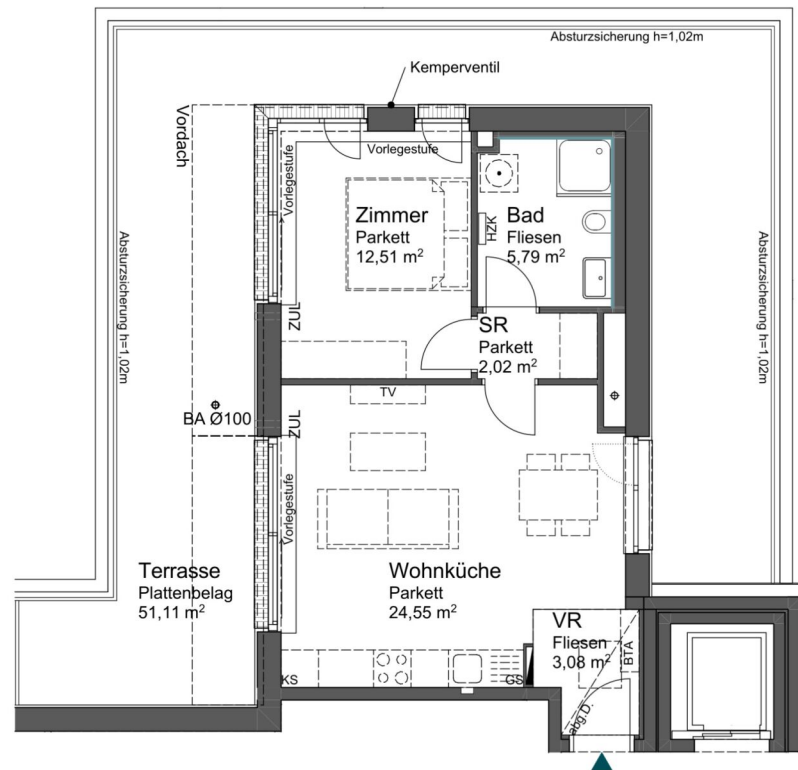 Absturzsicherung h=1,02m
Kemperventil
Vordach
Vorlegestufe
Vorlegestufe
Zimmer
Parkett
12,51 m²
Bad
Fliesen
5,79 m²
HZK
Absturzsicherung h=1,02m
Absturzsicherung h=1,02m
ZUL
SR
Parkett
2,02 m²
TV
BA Ø100
ZUL
Vorlegestufe
Terrasse
Plattenbelag
51,11 m²
Wohnküche
Parkett
24,55 m²
VR
Fliesen
3,08 m²
BTA
KS
GS
abg.D.